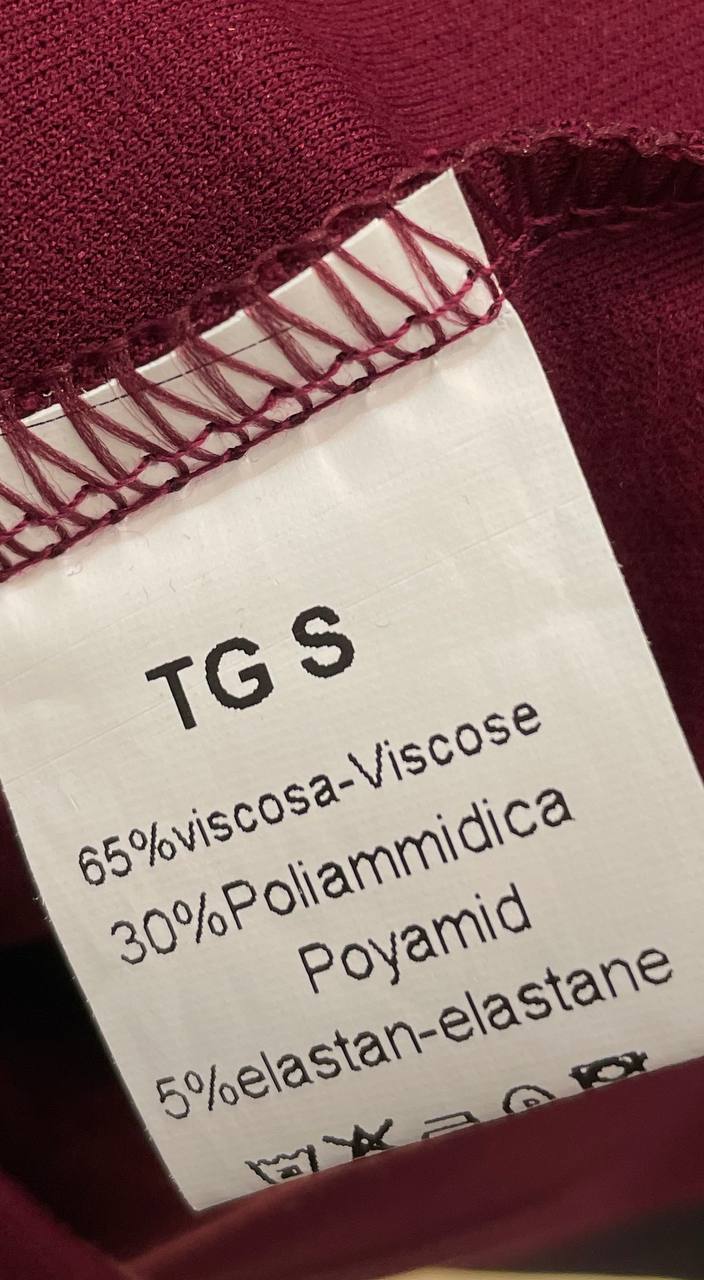 TG S
65%viscosa-Viscose
30%Poliammidica
Poyamid
5%elastan-elastane